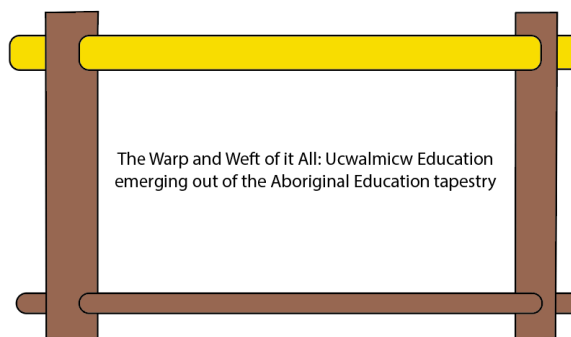 The Warp and Weft of it All: Ucwalmicw Education
emerging out of the Aboriginal Education tapestry